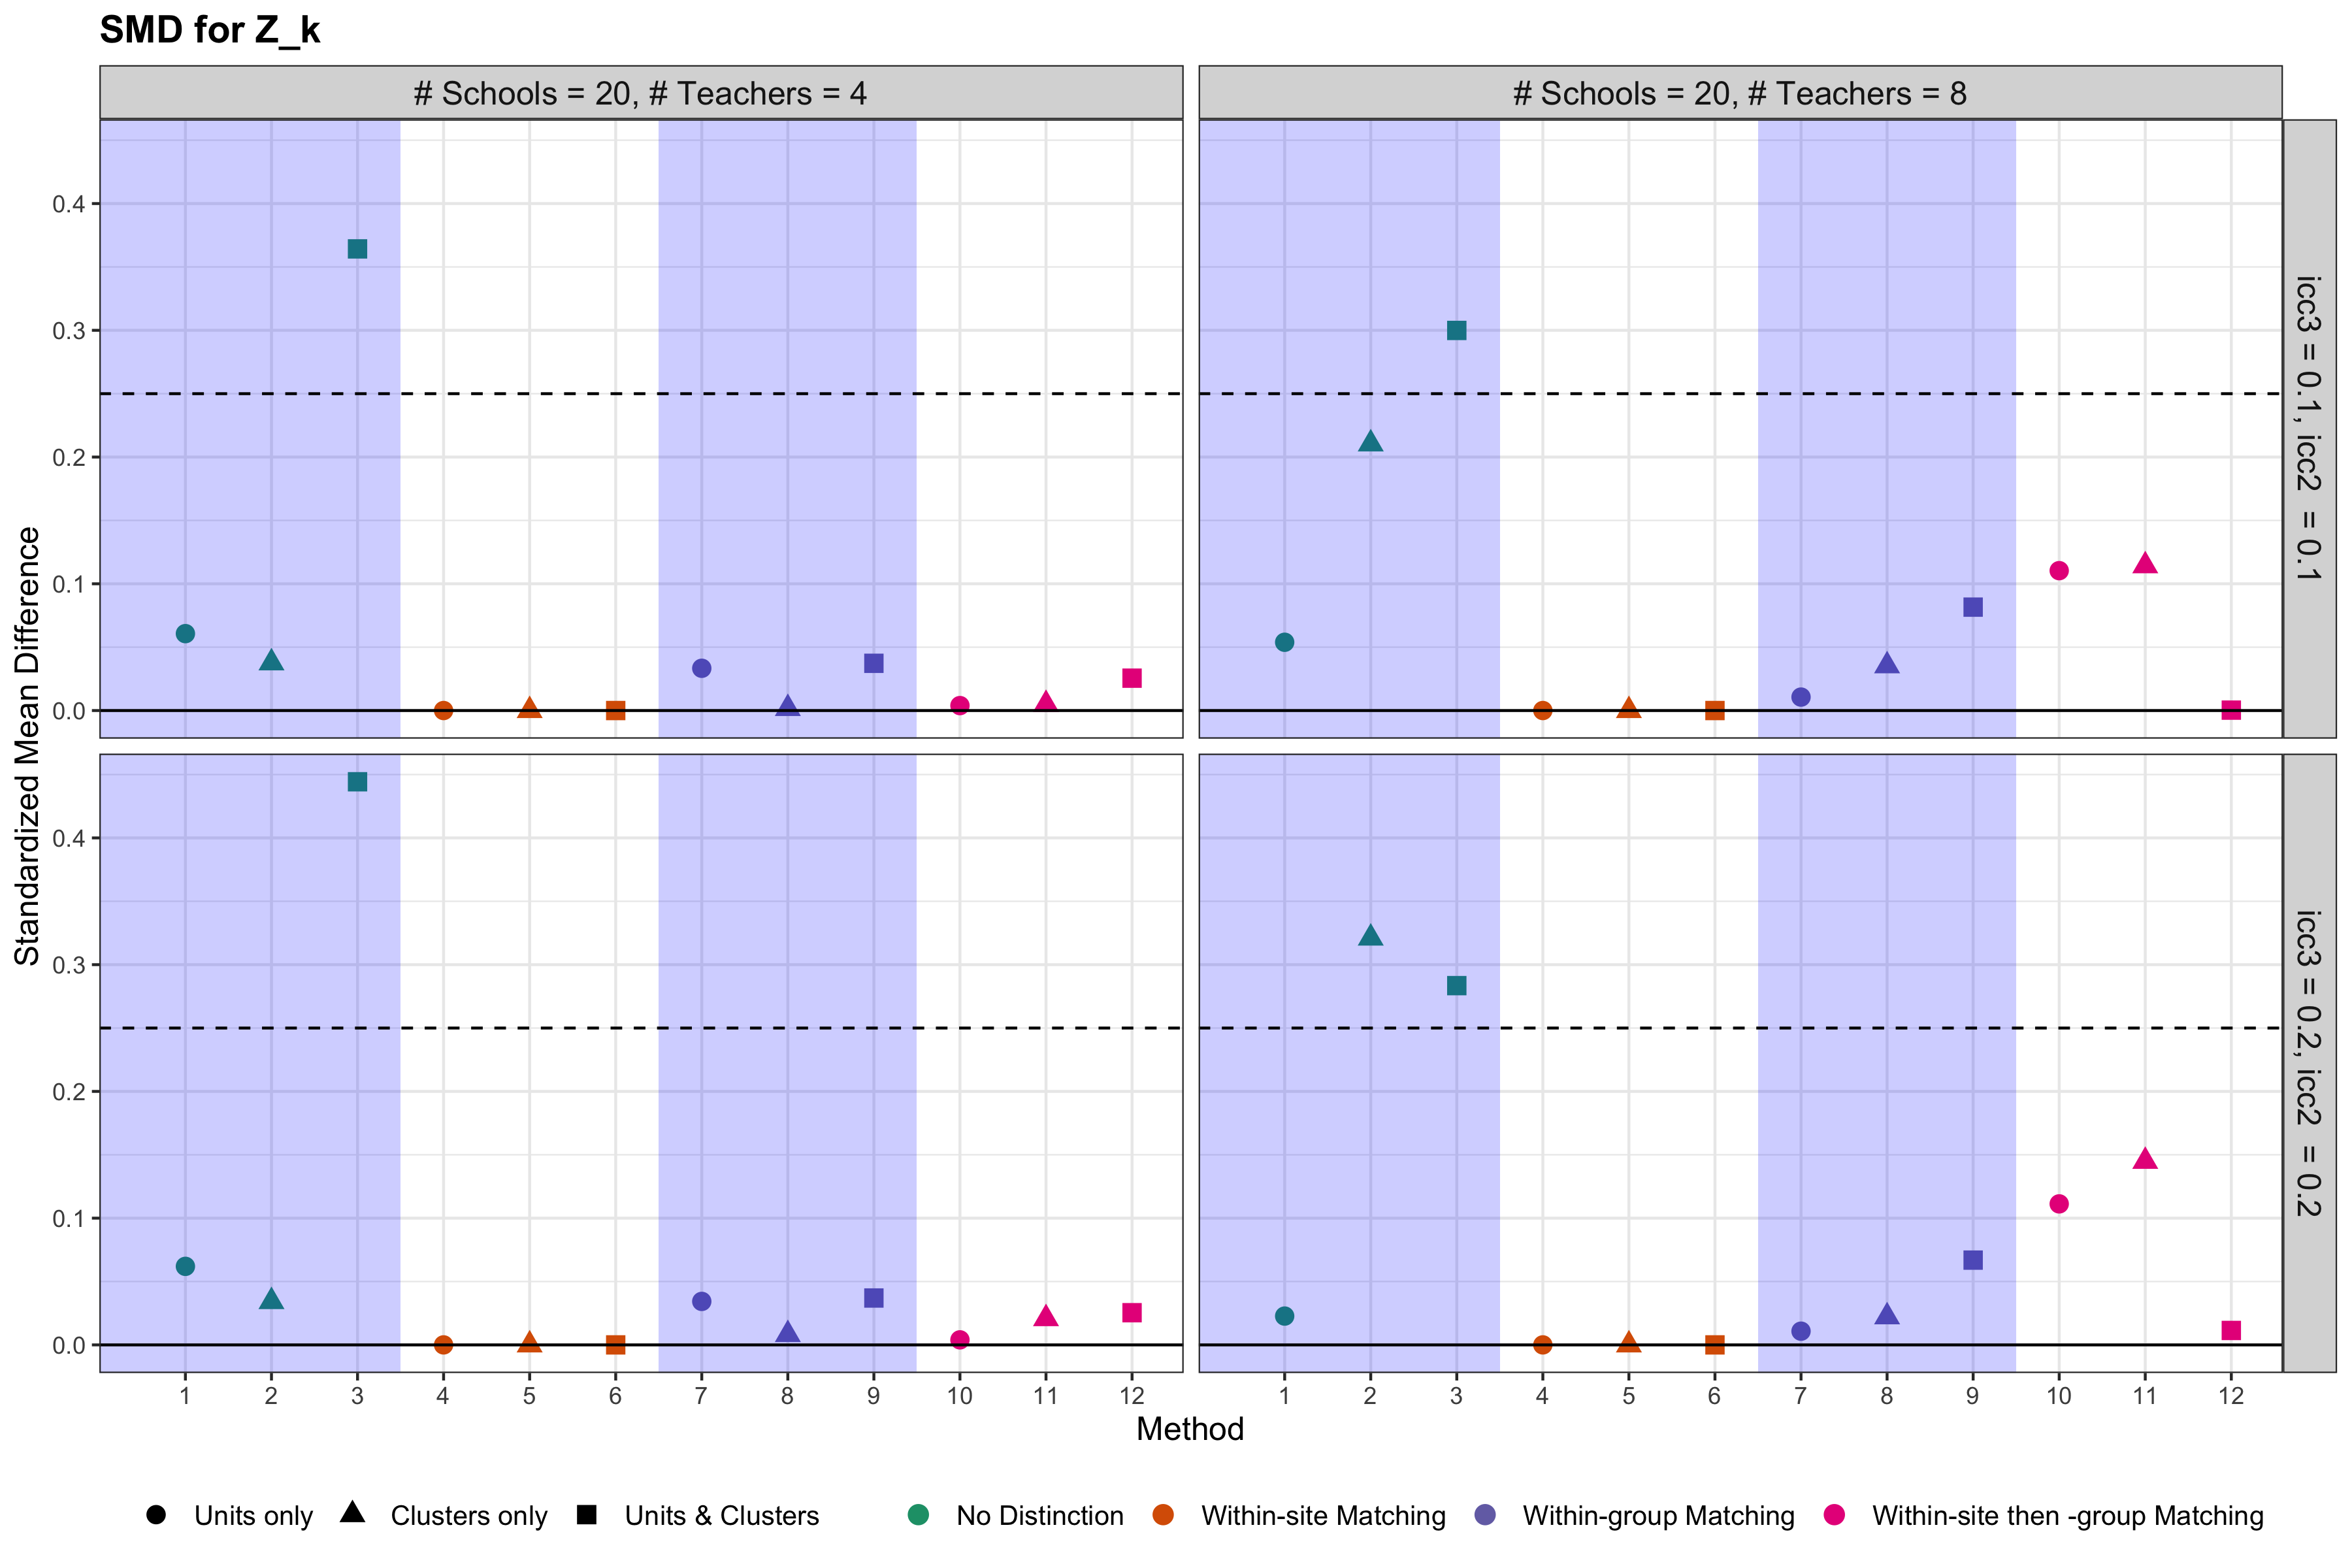 SMD for Z_k
# Schools = 20, # Teachers = 4
# Schools = 20, # Teachers = 8
Standardized Mean Difference
0.4
0.3
0.2
0.1
0.0
icc3 = 0.1, icc2 = 0.1
0.4
0.3
0.2
0.1
0.0
icc3 = 0.2, icc2 = 0.2
1 2 3 4 5 6 7 8 9 10 11 12
1 2 3 4 5 6 7 8 9 10 11 12
Method
Units only Clusters only Units & Clusters No Distinction Within-site Matching Within-group Matching Within-site then -group Matching